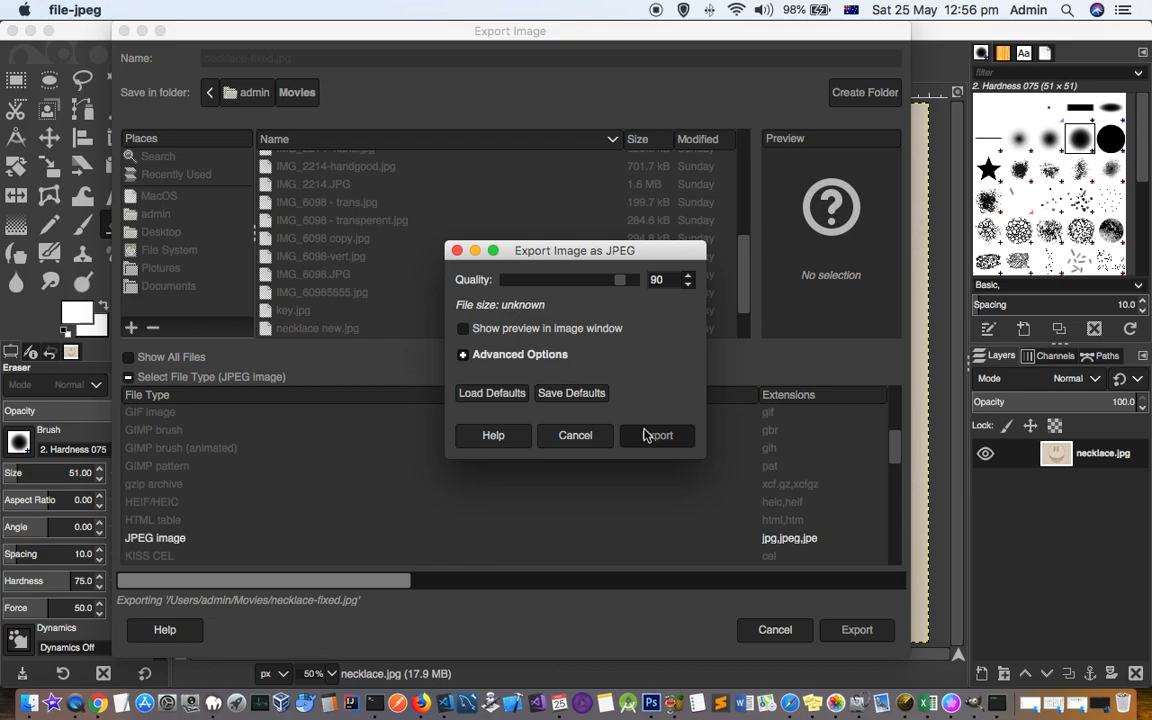 file-jpeg
98%
Sat 25 May 12:56 pm Admin
Export Image
Name: necklace-fixed.jpg
Save in folder: admin Movies
Create Folder
Places
Search
Recently Used
MacOS
admin
Desktop
File System
Pictures
Documents
Name Size Modified
IMG_2214-handgood.jpg 701.7 kB Sunday
IMG_2214.JPG 1.6 MB Sunday
IMG_6098 - trans.jpg 199.7 kB Sunday
IMG_6098 - transperent.jpg 284.6 kB Sunday
IMG_6098 copy.jpg 294.8 kB Sunday
IMG_6098-vert.jpg
IMG_6098.JPG
IMG_60985555.jpg
key.jpg
necklace new.jpg
Preview
No selection
Export Image as JPEG
Quality: 90
File size: unknown
Show preview in image window
Advanced Options
Load Defaults Save Defaults
Help Cancel Export
Show All Files
Select File Type (JPEG image)
File Type Extensions
GIF image gif
GIMP brush gbr
GIMP brush (animated) gih
GIMP pattern pat
gzip archive xcf.gz,xcfgz
HEIF/HEIC heic,heif
HTML table html,htm
JPEG image jpg,jpeg,jpe
KISS CEL cel
Exporting '/Users/admin/Movies/necklace-fixed.jpg'
Help Cancel Export
px 50% necklace.jpg (17.9 MB)
Eraser
Mode Normal
Opacity
Brush
2. Hardness 075
Size 51.00
Aspect Ratio 0.00
Angle 0.00
Spacing 10.0
Hardness 75.0
Force 50.0
Dynamics
Dynamics Off
filter
2. Hardness 075 (51 × 51)
Basic,
Spacing 10.0
Layers Channels Paths
Mode Normal
Opacity 100.0
Lock:
necklace.jpg